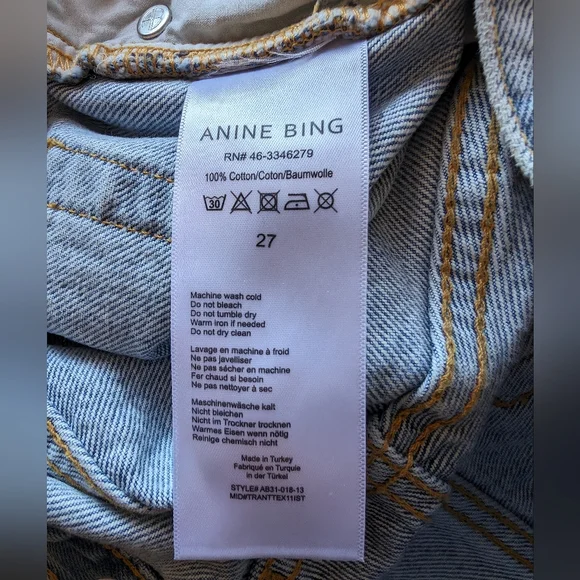 ANINE BING
RN# 46-3346279
100% Cotton/Coton/Baumwolle
30
27
Machine wash cold
Do not bleach
Do not tumble dry
Warm iron if needed
Do not dry clean
Lavage en machine à froid
Ne pas javelliser
Ne pas sécher en machine
Fer chaud si besoin
Ne pas nettoyer à sec
Maschinenwäsche kalt
Nicht bleichen
Nicht im Trockner trocknen
Warmes Eisen wenn nötig
Reinige chemisch nicht
Made in Turkey
Fabriqué en Turquie
in der Türkei
STYLE# AB31-018-13
MID#TRANTTEX11IST